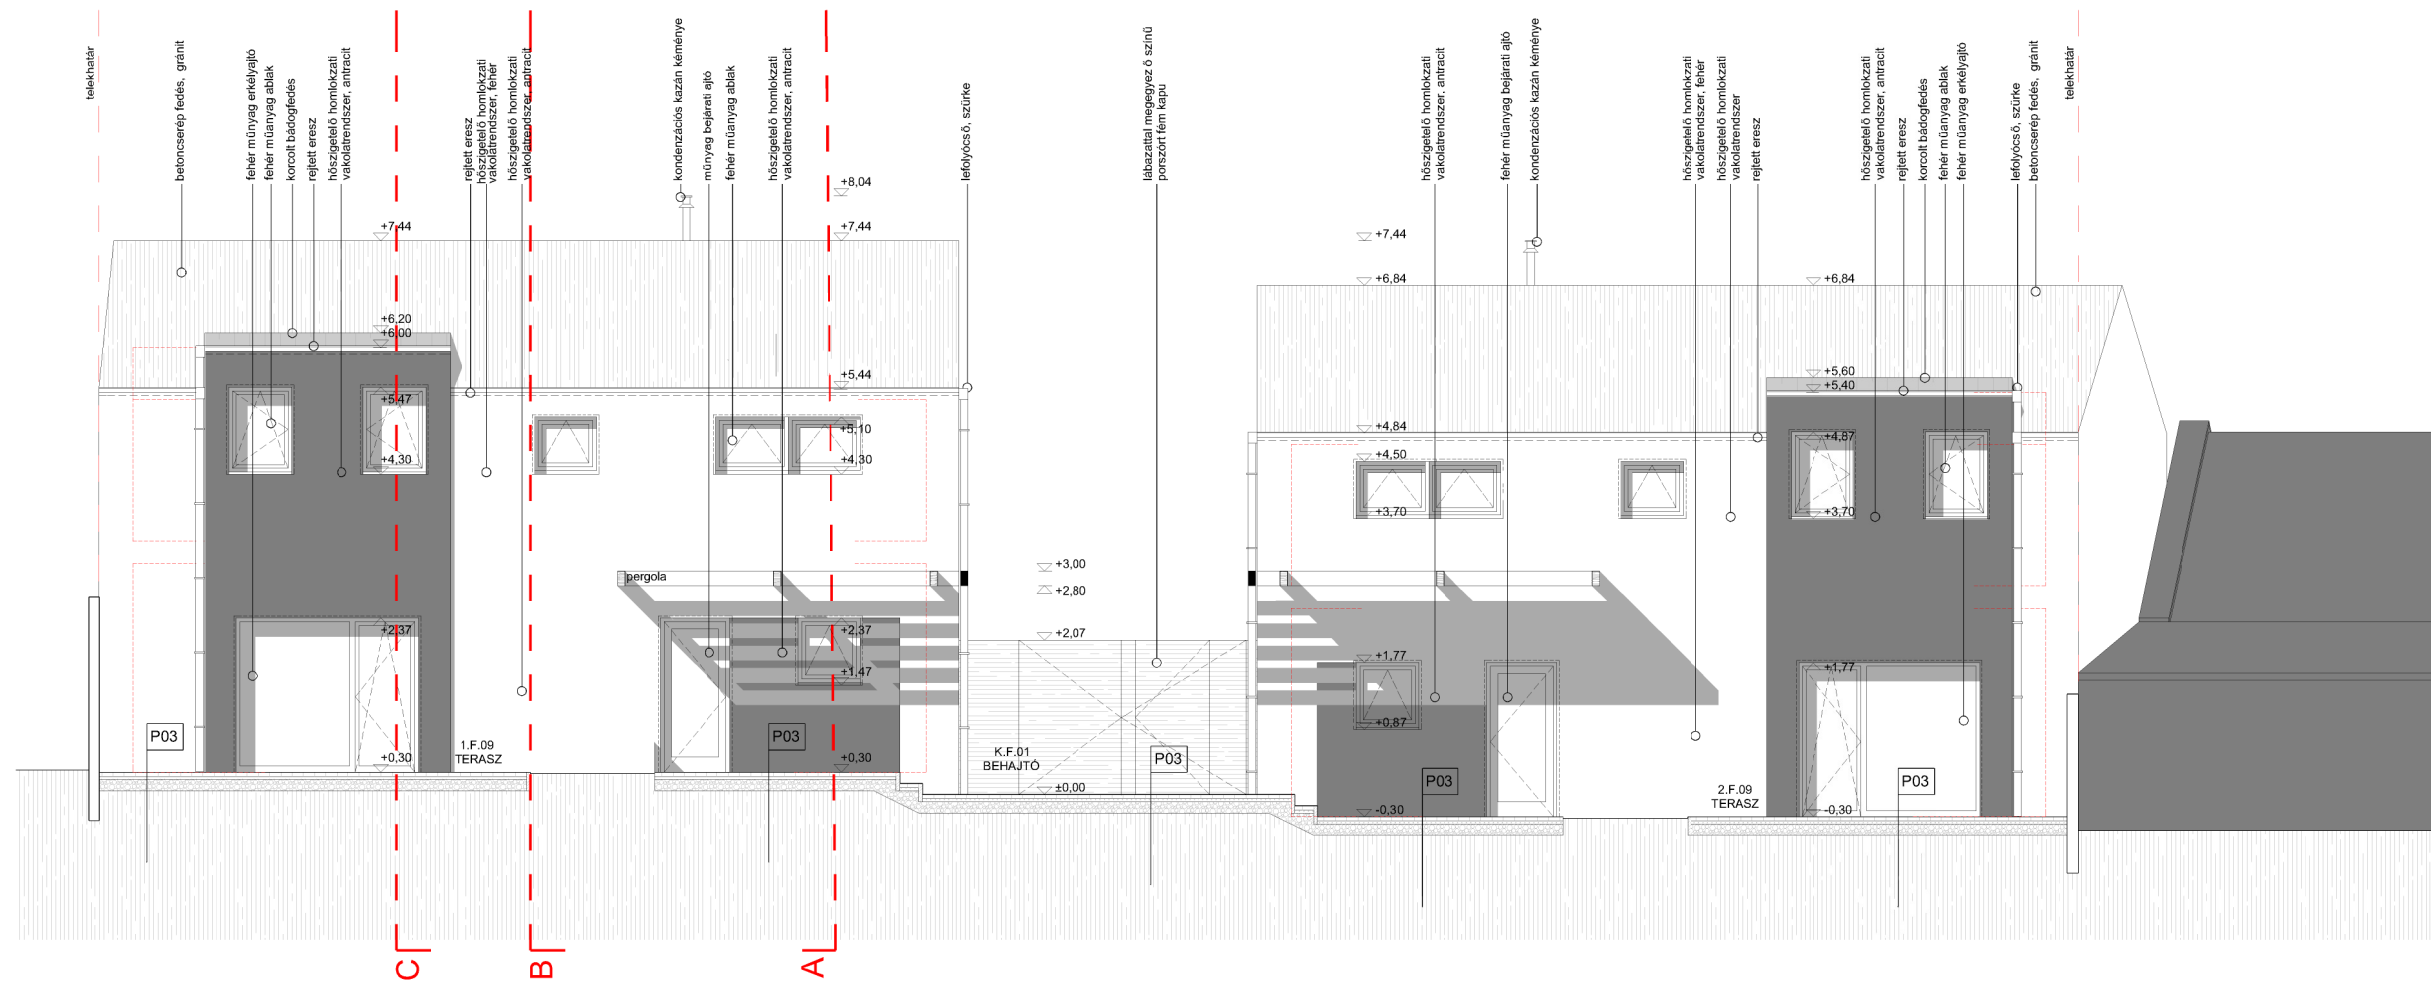 telekhatár
betoncserép fedés, gránit
fehér műnyag erkélyajtó
fehér műanyag ablak
korcolt bádogfedés
rejtett eresz
hőszigetelő homlokzati
vakolatrendszer, antracit
rejtett eresz
hőszigetelő homlokzati
vakolatrendszer, fehér
hőszigetelő homlokzati
vakolatrendszer, antracit
kondenzációs kazán kéménye
műnyag bejárati ajtó
fehér műanyag ablak
hőszigetelő homlokzati
vakolatrendszer, antracit
lefolyócső, szürke
lábazattal megegyez ő színű
porszórt fém kapu
hőszigetelő homlokzati
vakolatrendszer, antracit
fehér műanyag bejárati ajtó
kondenzációs kazán kéménye
hőszigetelő homlokzati
vakolatrendszer, fehér
hőszigetelő homlokzati
vakolatrendszer
rejtett eresz
hőszigetelő homlokzati
vakolatrendszer, antracit
rejtett eresz
korcolt bádogfedés
fehér műanyag ablak
fehér műanyag erkélyajtó
lefolyócső, szürke
betoncserép fedés, gránit
telekhatár
+8,04
+7,44
+7,44
+7,44
+6,84
+6,84
+6,20
+6,00
+5,44
+5,60
+5,40
+5,47
+5,10
+4,84
+4,87
+4,30
+4,30
+4,50
+3,70
+3,70
pergola
+3,00
+2,80
+2,37
+2,37
+2,07
+1,47
+1,77
+1,77
+0,87
P03
1.F.09
TERASZ
P03
K.F.01
BEHAJTÓ
P03
P03
2.F.09
TERASZ
P03
+0,30
+0,30
±0,00
-0,30
-0,30
C
B
A